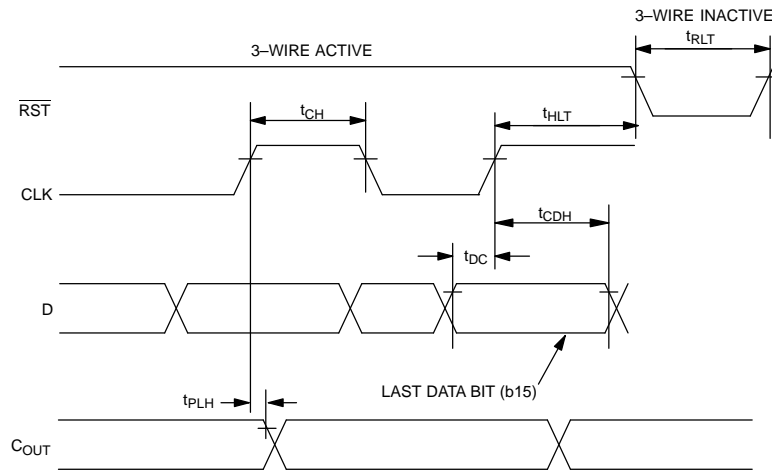 3–WIRE INACTIVE
3–WIRE ACTIVE
tRLT
RST
tCH
tHLT
CLK
tCDH
tDC
D
LAST DATA BIT (b15)
tPLH
COUT